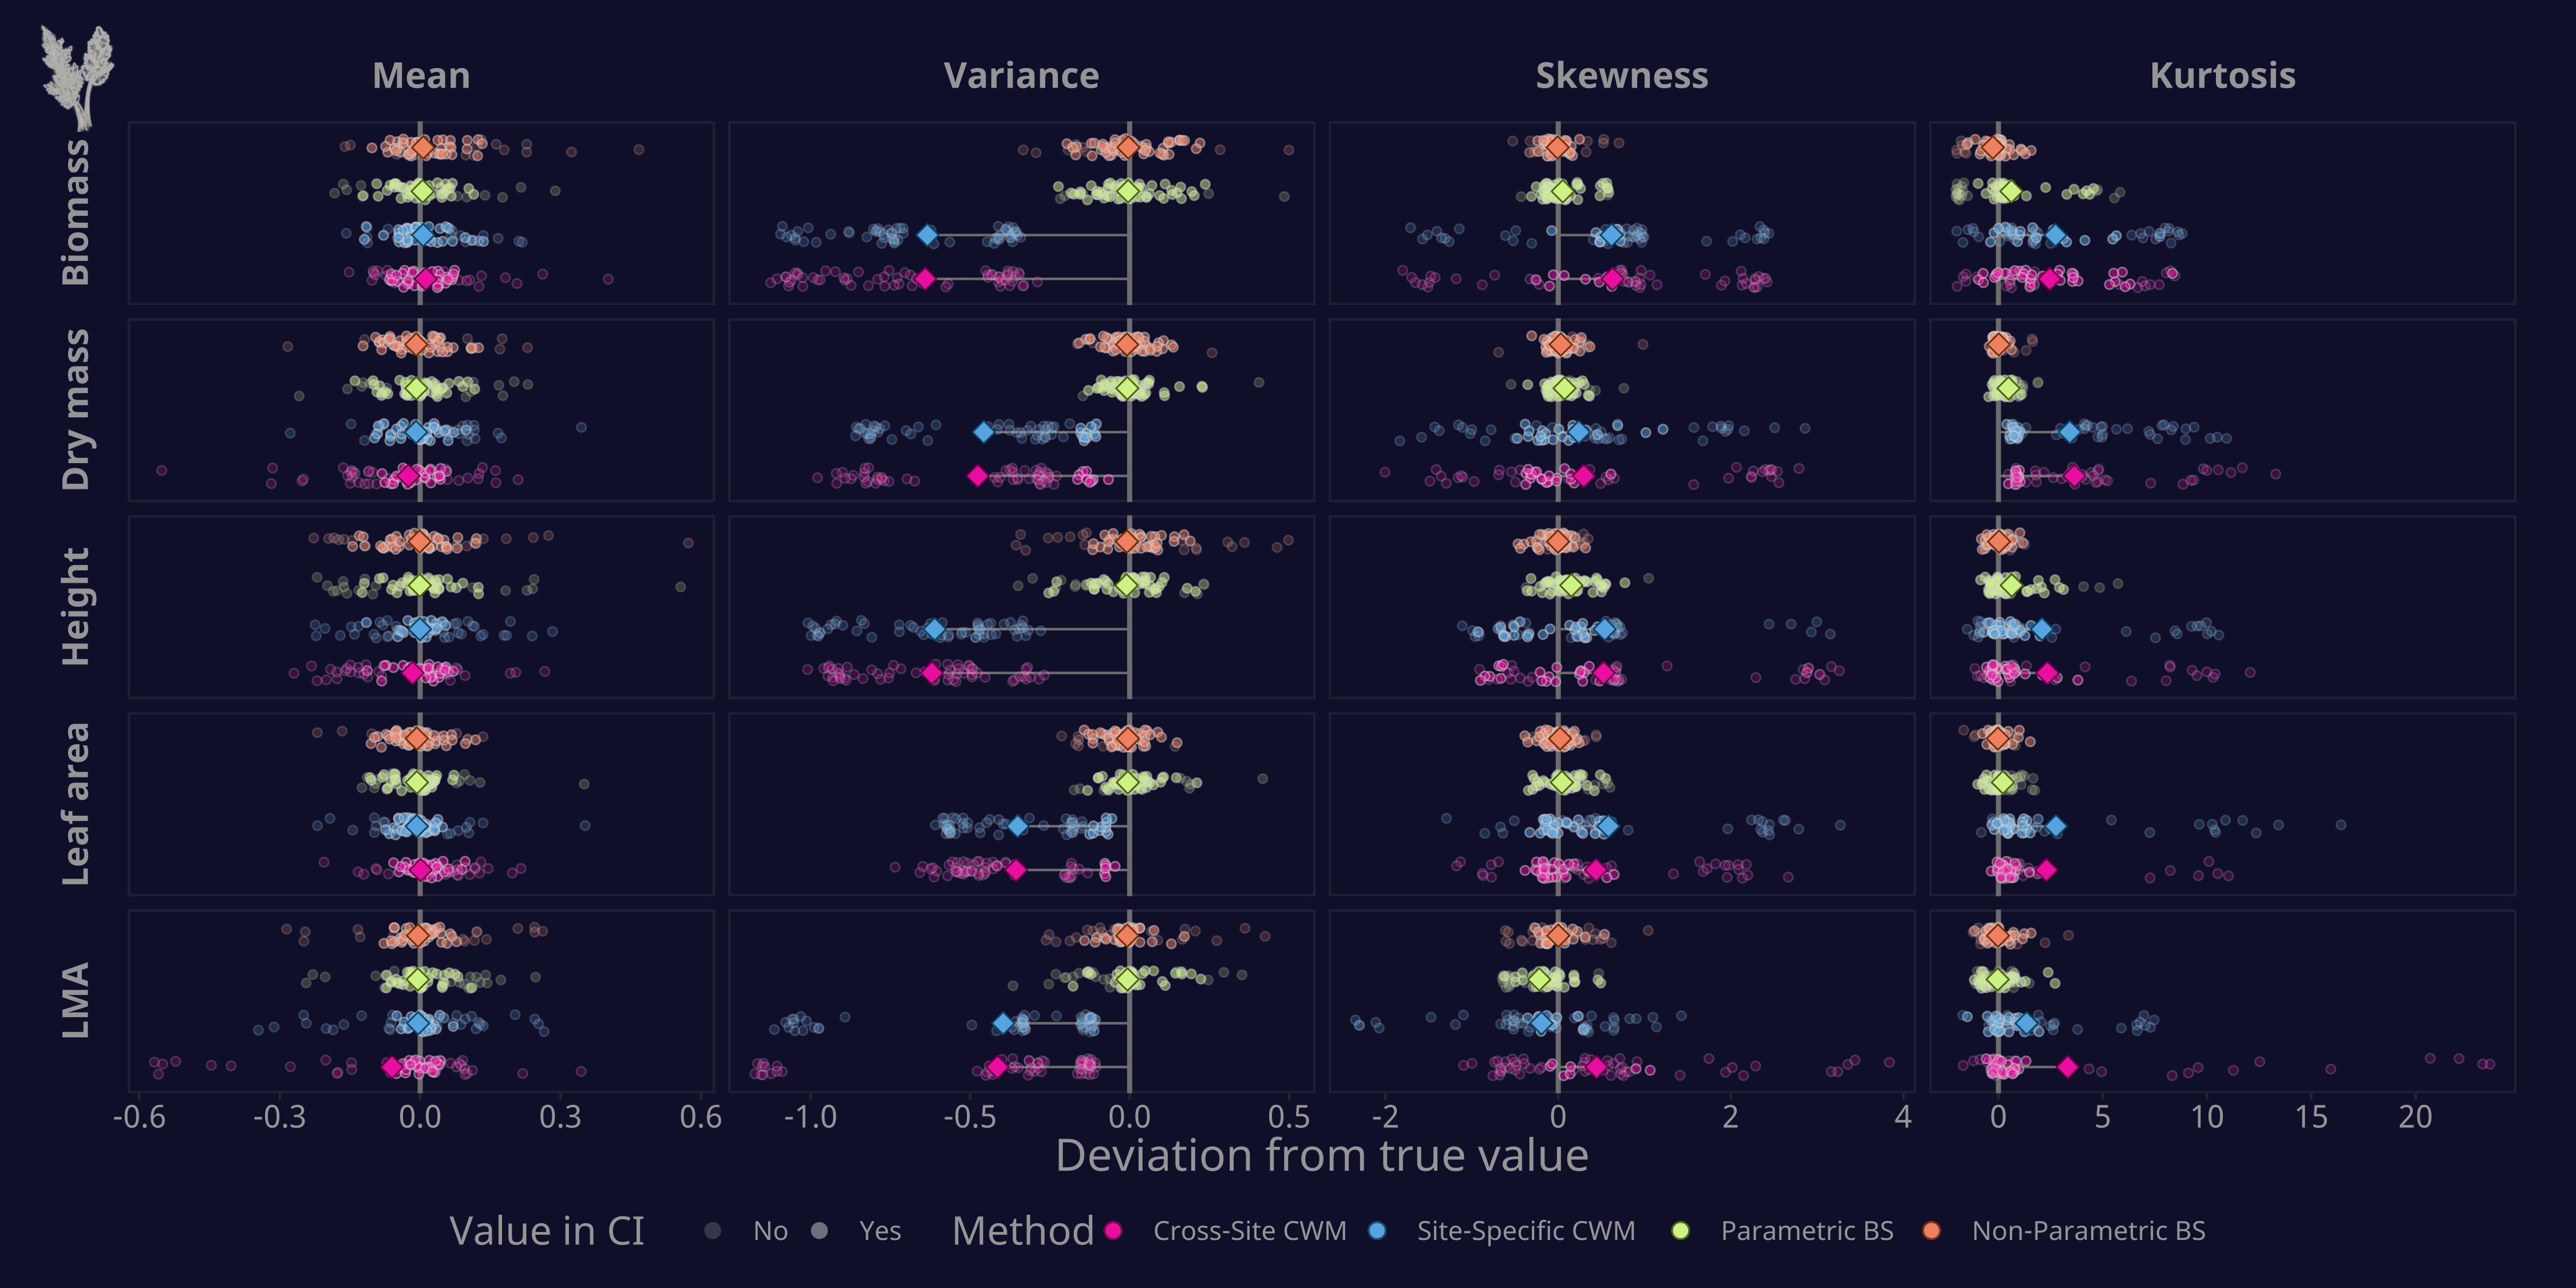 Mean Variance Skewness Kurtosis
Biomass
Dry mass
Height
Leaf area
LMA
-0.6 -0.3 0.0 0.3 0.6 -1.0 -0.5 0.0 0.5 -2 0 2 4 0 5 10 15 20
Deviation from true value
Value in CI No Yes Method Cross-Site CWM Site-Specific CWM Parametric BS Non-Parametric BS